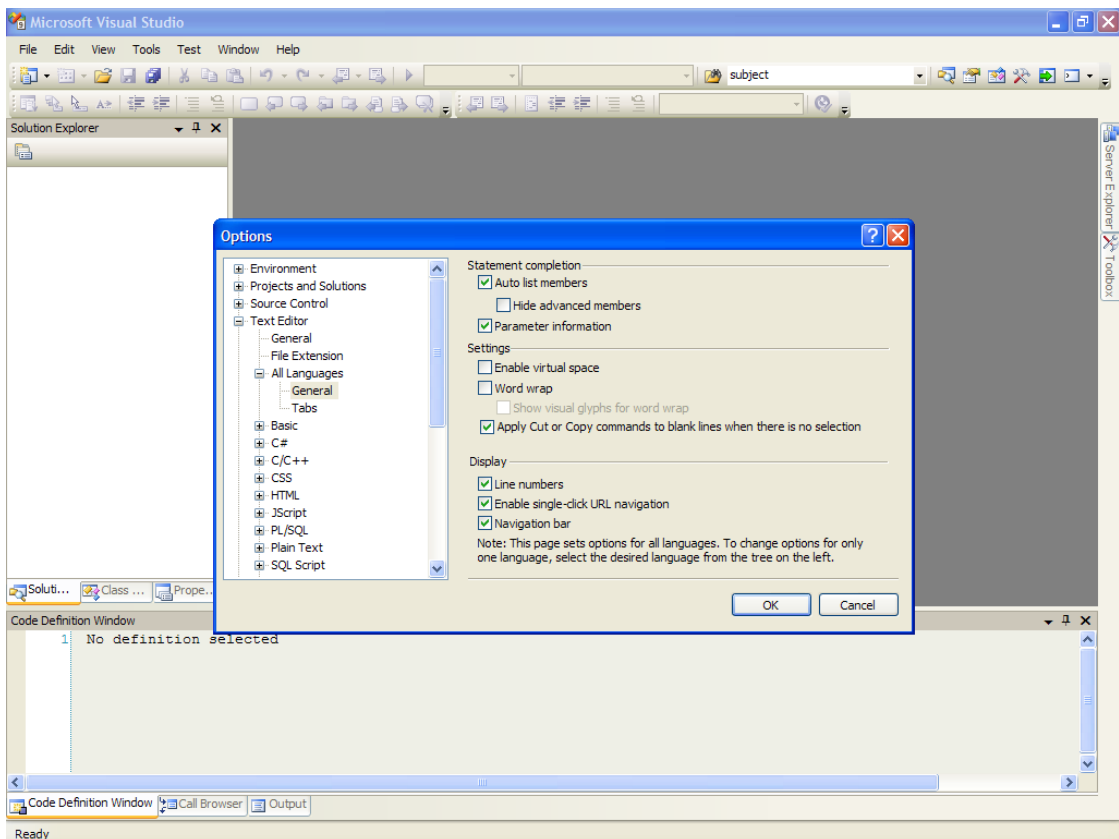 Microsoft Visual Studio
File Edit View Tools Test Window Help
subject
Solution Explorer
Server Explorer
Toolbox
Options
Environment
Projects and Solutions
Source Control
Text Editor
General
File Extension
All Languages
General
Tabs
Basic
C#
C/C++
CSS
HTML
JScript
PL/SQL
Plain Text
SQL Script
Statement completion
Auto list members
Hide advanced members
Parameter information
Settings
Enable virtual space
Word wrap
Show visual glyphs for word wrap
Apply Cut or Copy commands to blank lines when there is no selection
Display
Line numbers
Enable single-click URL navigation
Navigation bar
Note: This page sets options for all languages. To change options for only
one language, select the desired language from the tree on the left.
OK Cancel
Soluti... Class ... Prope...
Code Definition Window
1 No definition selected
Code Definition Window Call Browser Output
Ready